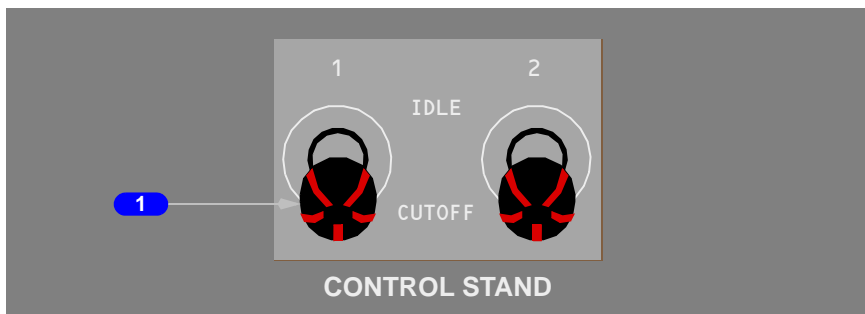 1 2
IDLE
1
CUTOFF
CONTROL STAND